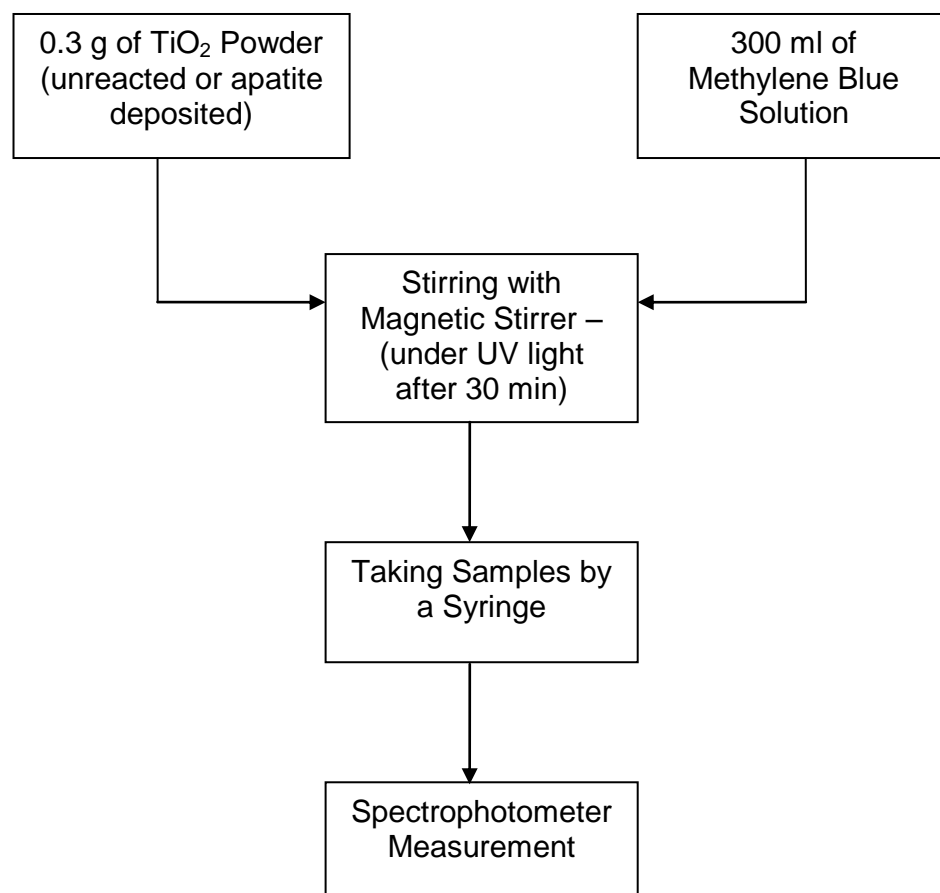 0.3 g of TiO₂ Powder
(unreacted or apatite
deposited)
300 ml of
Methylene Blue
Solution
Stirring with
Magnetic Stirrer –
(under UV light
after 30 min)
Taking Samples by
a Syringe
Spectrophotometer
Measurement